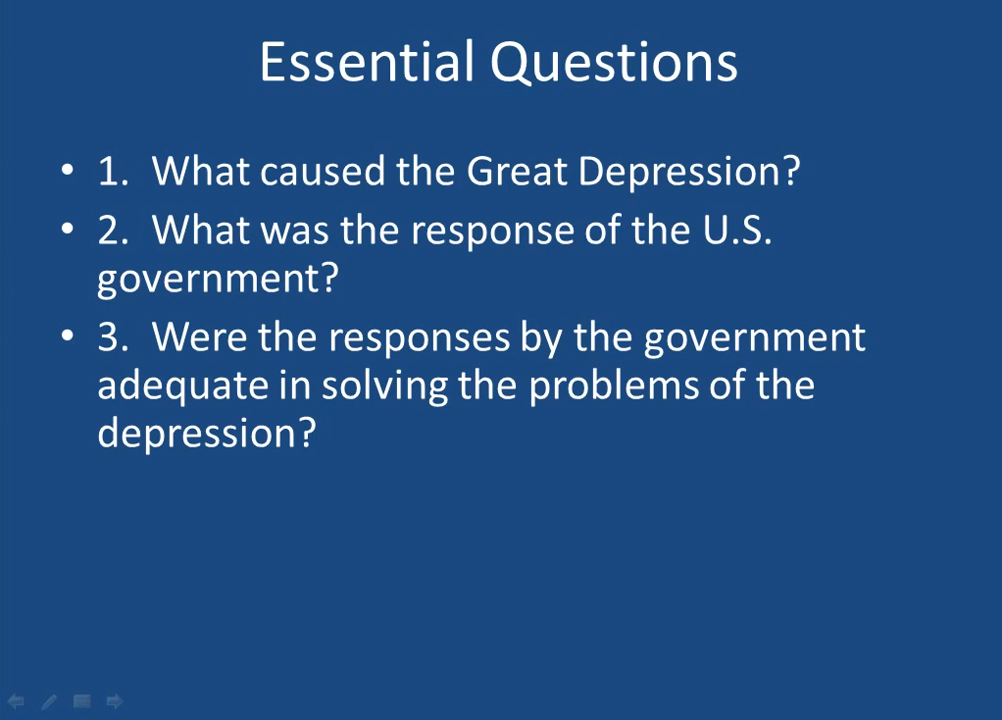 Essential Questions
• 1. What caused the Great Depression?
• 2. What was the response of the U.S.
government?
• 3. Were the responses by the government
adequate in solving the problems of the
depression?